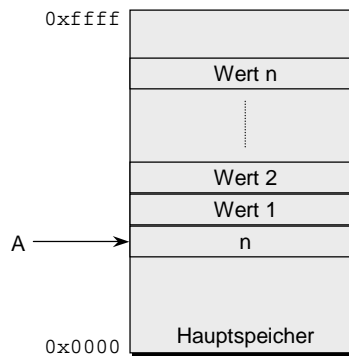 0xffff
Wert n
Wert 2
Wert 1
A
n
Hauptspeicher
0x0000